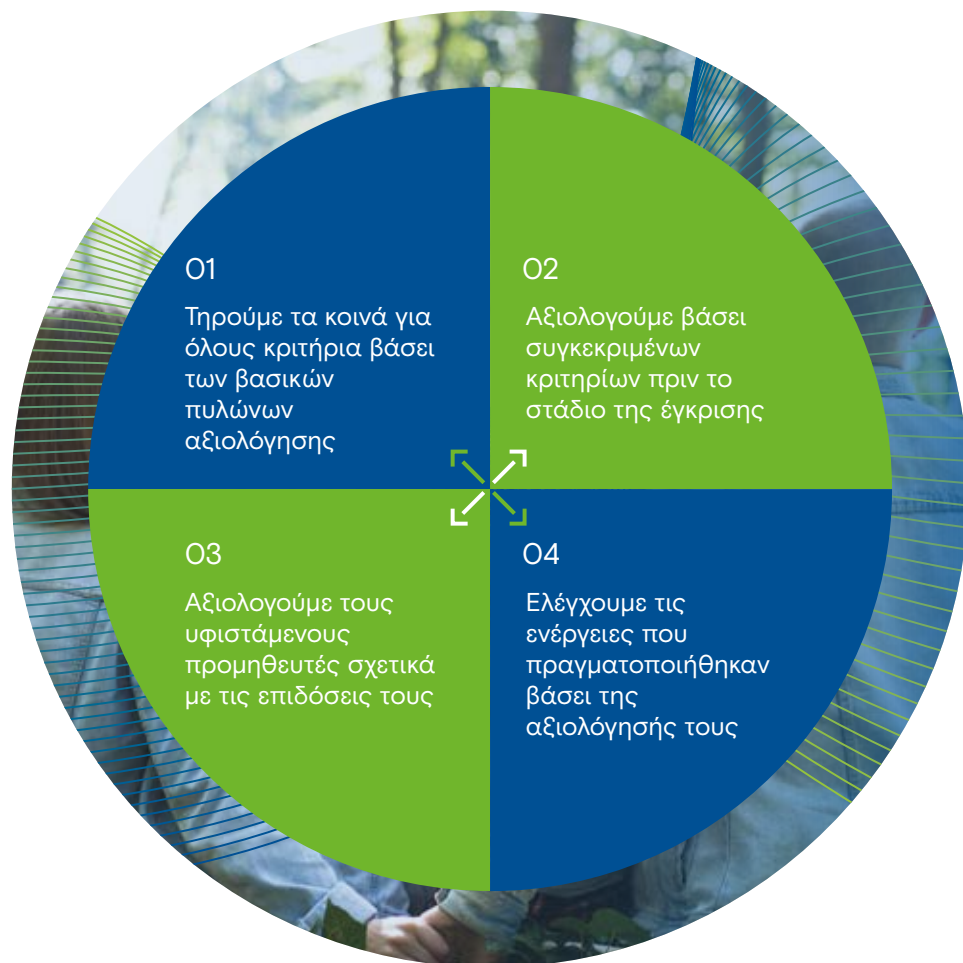 01
Τηρούμε τα κοινά για
όλους κριτήρια βάσει
των βασικών
πυλώνων
αξιολόγησης
02
Αξιολογούμε βάσει
συγκεκριμένων
κριτηρίων πριν το
στάδιο της έγκρισης
03
Αξιολογούμε τους
υφιστάμενους
προμηθευτές σχετικά
με τις επιδόσεις τους
04
Ελέγχουμε τις
ενέργειες που
πραγματοποιήθηκαν
βάσει της
αξιολόγησής τους